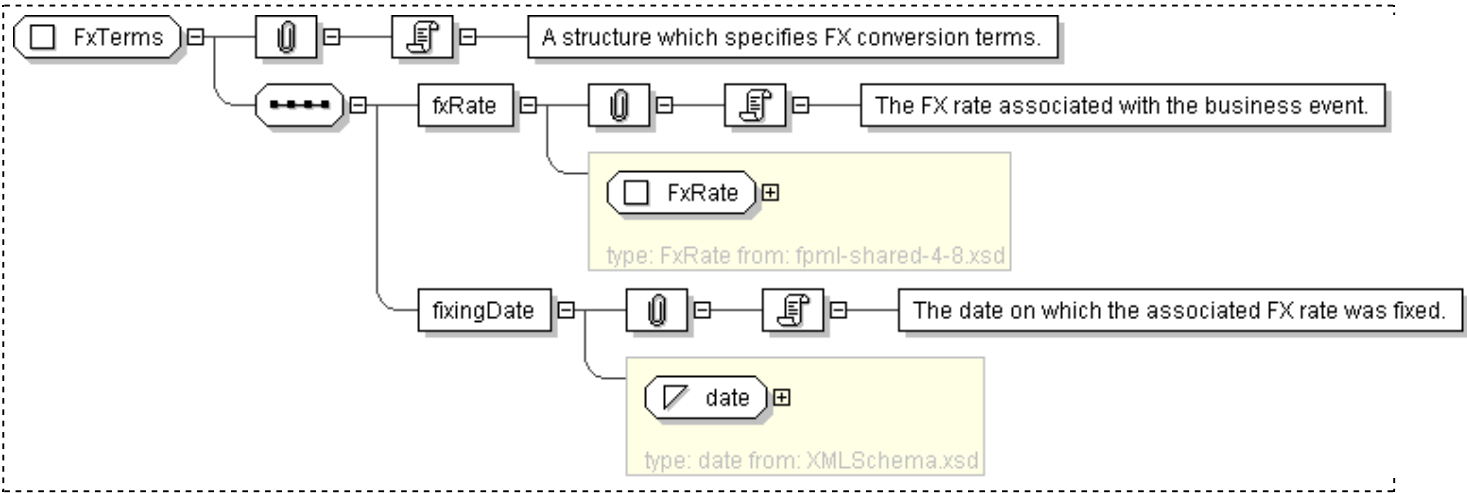 FxTerms
A structure which specifies FX conversion terms.
fxRate
The FX rate associated with the business event.
FxRate
type: FxRate from: fpml-shared-4-8.xsd
fixingDate
The date on which the associated FX rate was fixed.
date
type: date from: XMLSchema.xsd